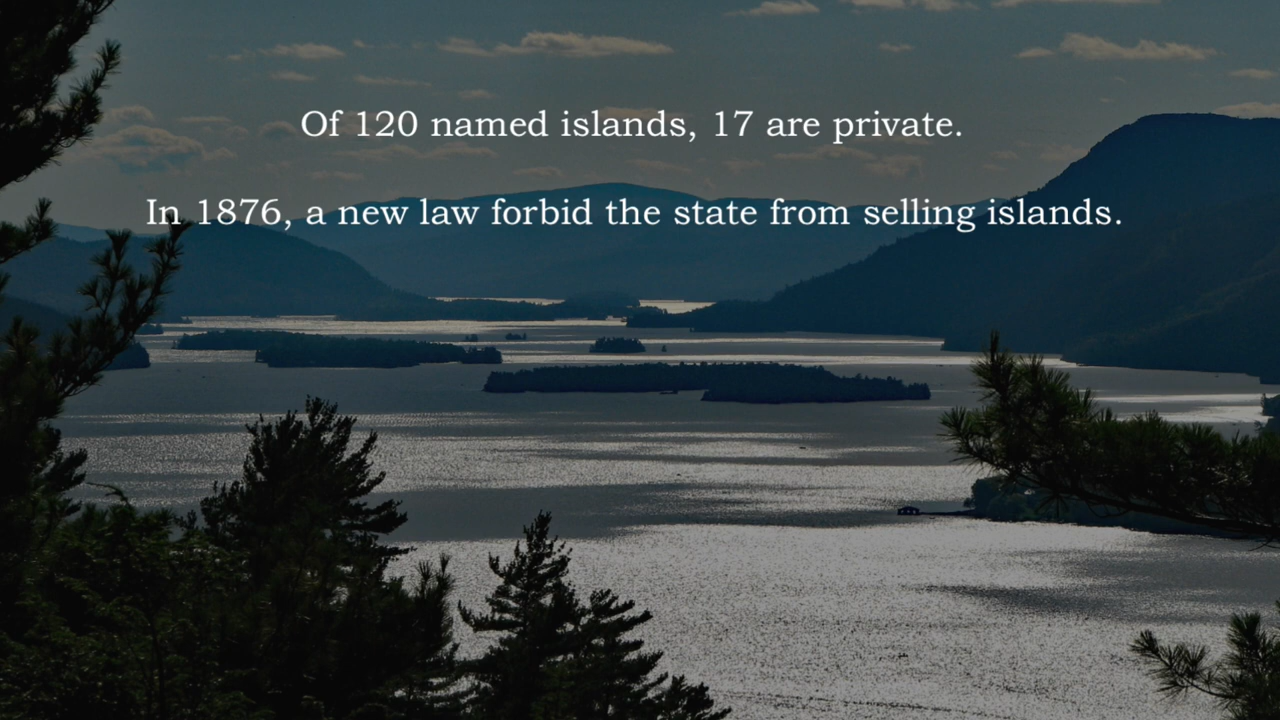 Of 120 named islands, 17 are private.
In 1876, a new law forbid the state from selling islands.